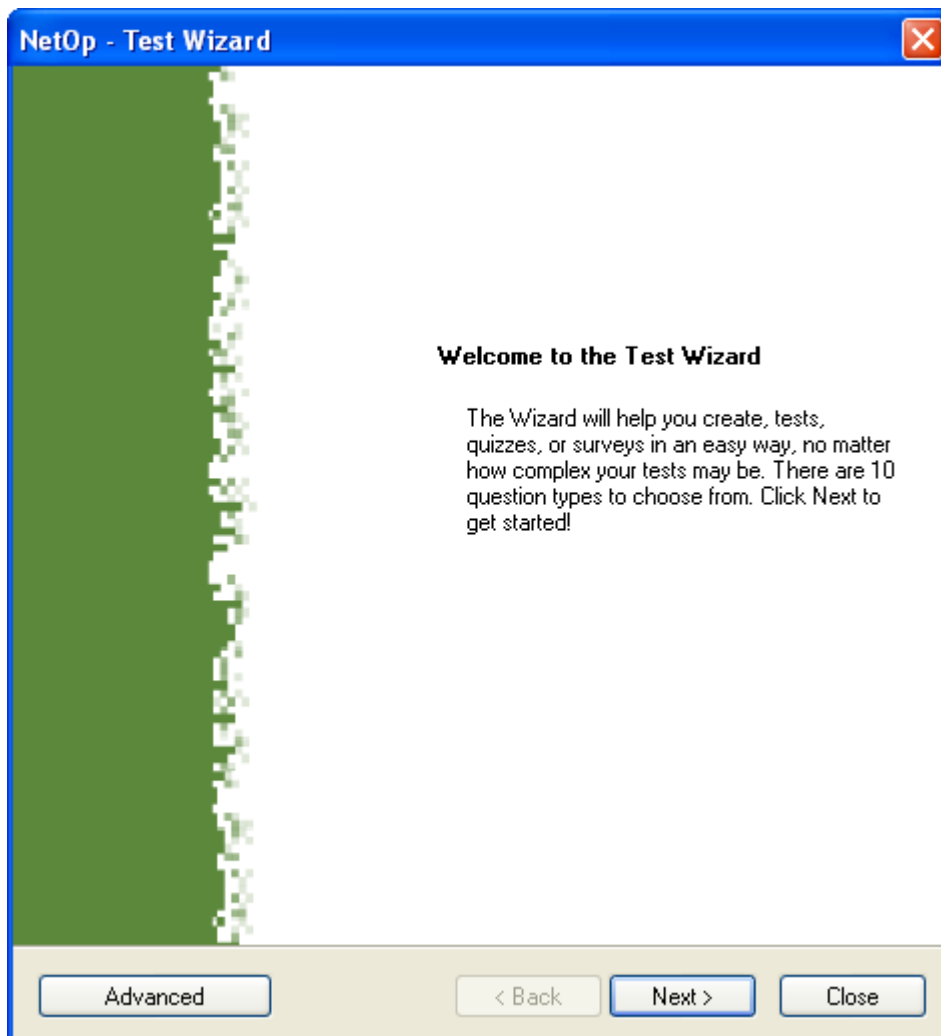 NetOp - Test Wizard
Welcome to the Test Wizard
The Wizard will help you create, tests,
quizzes, or surveys in an easy way, no matter
how complex your tests may be. There are 10
question types to choose from. Click Next to
get started!
Advanced
< Back
Next >
Close